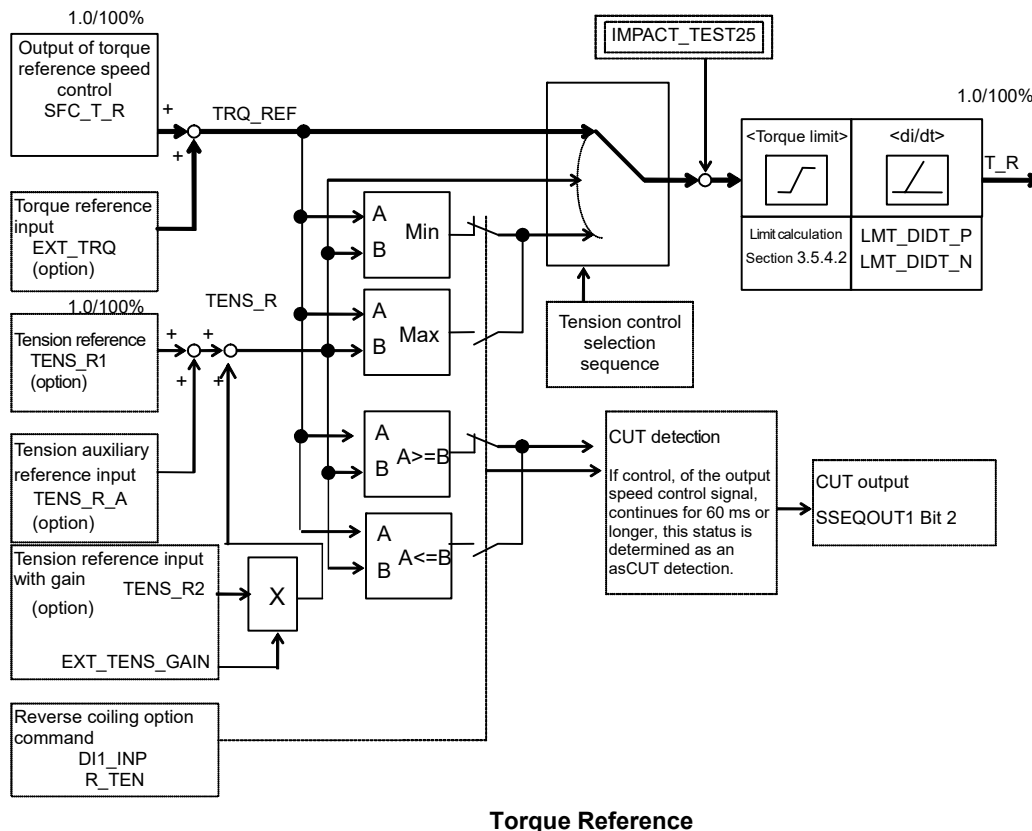 1.0/100%
Output of torque
reference speed
control
SFC_T_R
+
+
TRQ_REF
Torque reference
input
EXT_TRQ
(option)
1.0/100%
Tension reference
TENS_R1
(option)
+
+
+
+
TENS_R
Tension auxiliary
reference input
TENS_R_A
(option)
Tension reference input
with gain
TENS_R2
(option)
EXT_TENS_GAIN
X
Reverse coiling option
command
DI1_INP
R_TEN
A
B
Min
A
B
Max
A
B
A>=B
A
B
A<=B
IMPACT_TEST25
Tension control
selection
sequence
1.0/100%
<Torque limit>
<di/dt>
T_R
Limit calculation
Section 3.5.4.2
LMT_DIDT_P
LMT_DIDT_N
CUT detection
If control, of the output
speed control signal,
continues for 60 ms or
longer, this status is
determined as an
asCUT detection.
CUT output
SSEQOUT1 Bit 2
Torque Reference